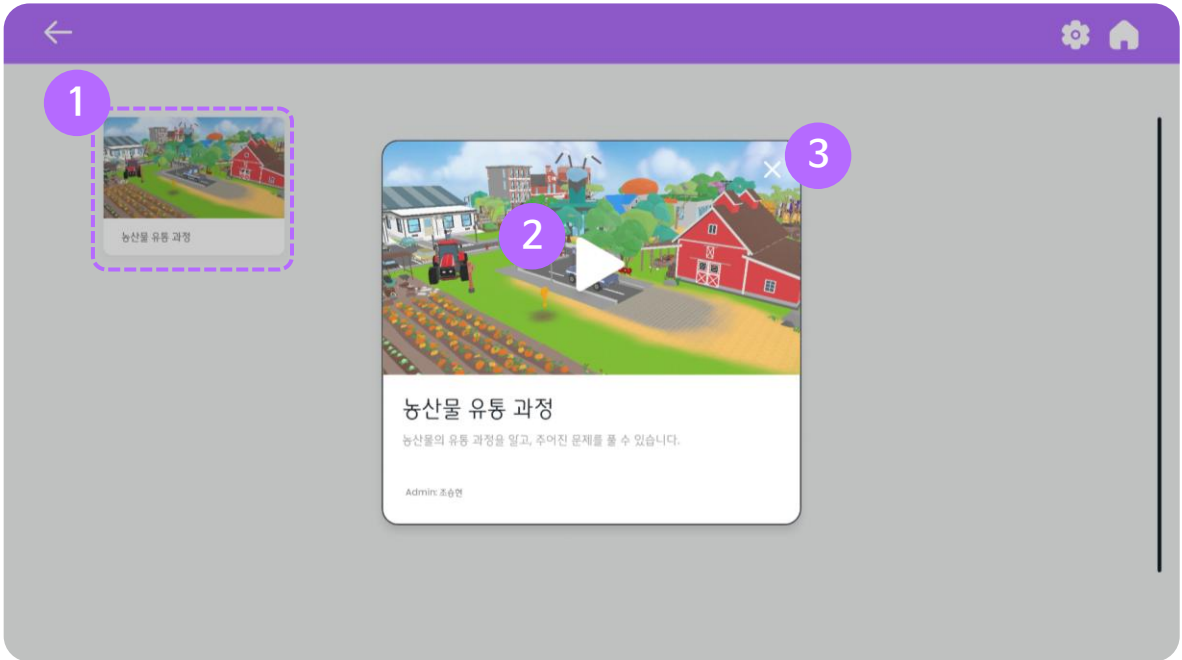 1
농산물 유통 과정
2
3
농산물 유통 과정
농산물의 유통 과정을 알고, 주어진 문제를 풀 수 있습니다.
Admin: 조승현